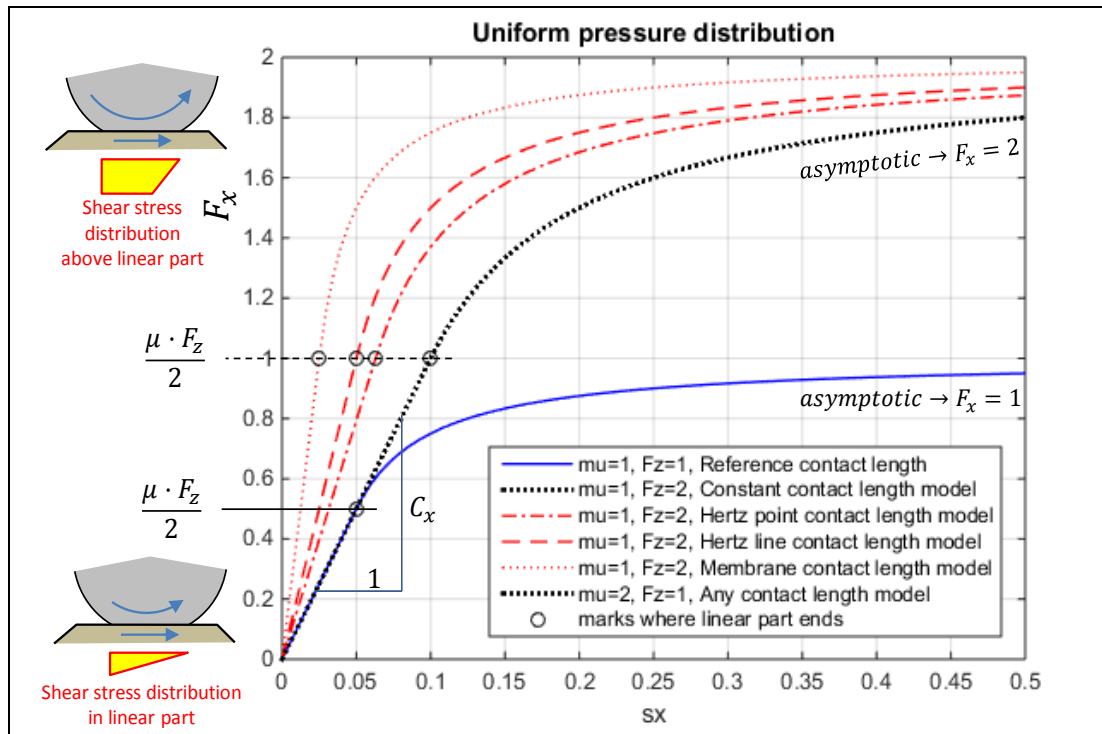 Uniform pressure distribution
Shear stress
distribution
above linear part
F_x
μ · F_z
2
μ · F_z
2
Shear stress distribution
in linear part
2
1.8
1.6
1.4
1.2
1
0.8
0.6
0.4
0.2
0
asymptotic → F_x = 2
asymptotic → F_x = 1
C_x
1
mu=1, Fz=1, Reference contact length
mu=1, Fz=2, Constant contact length model
mu=1, Fz=2, Hertz point contact length model
mu=1, Fz=2, Hertz line contact length model
mu=1, Fz=2, Membrane contact length model
mu=2, Fz=1, Any contact length model
marks where linear part ends
0 0.05 0.1 0.15 0.2 0.25 0.3 0.35 0.4 0.45 0.5
sx